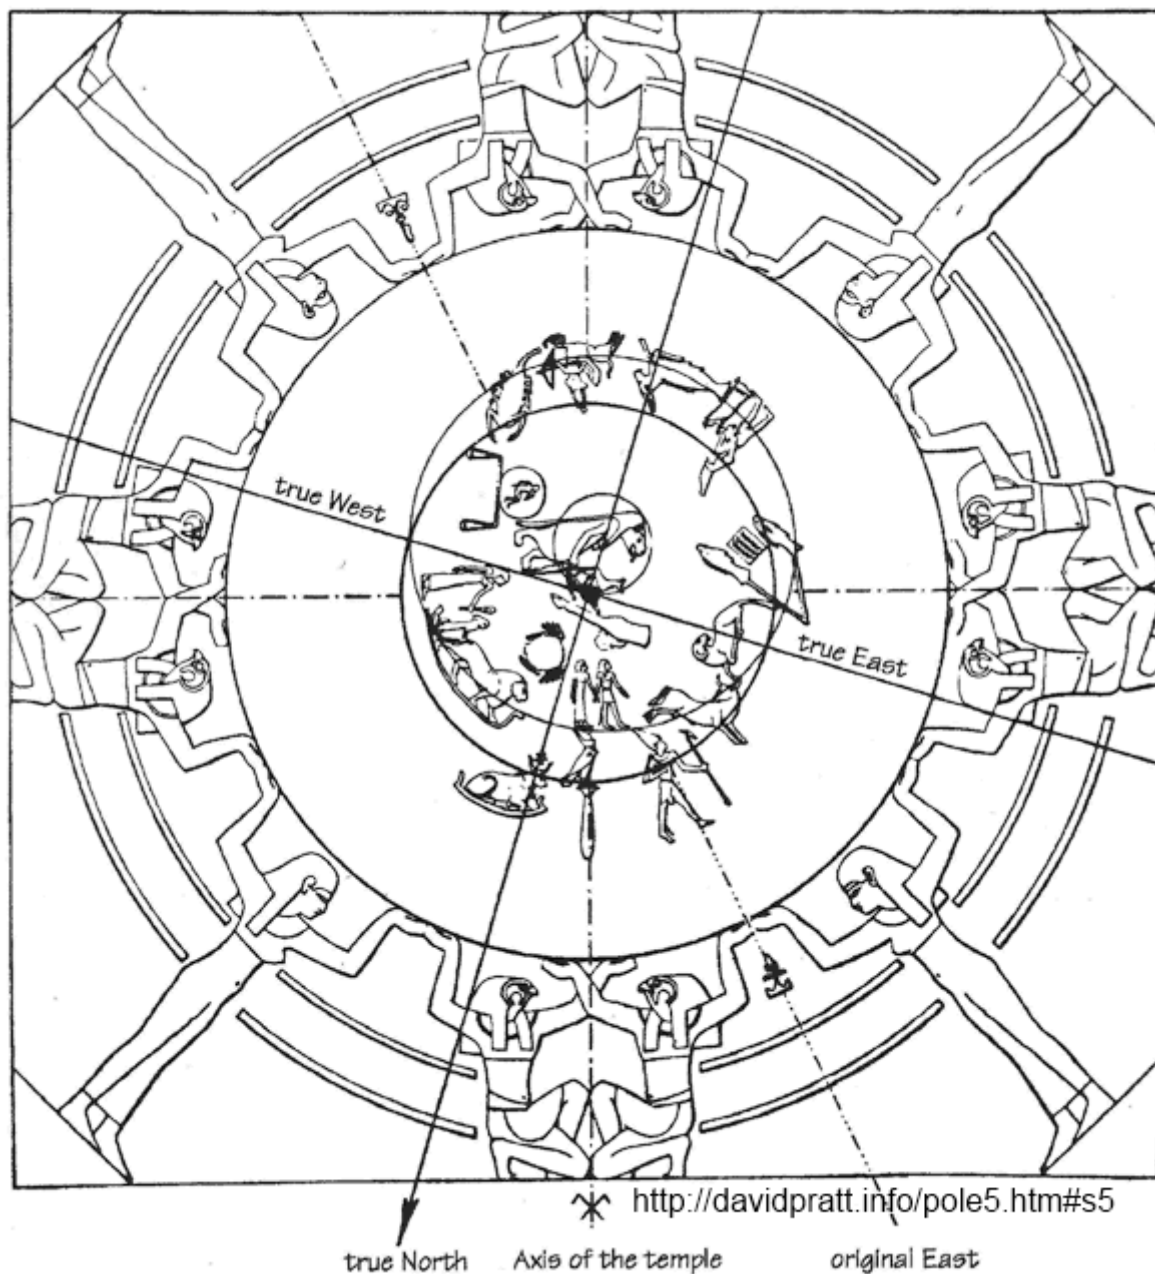 true West
true East
http://davidpratt.info/pole5.htm#s5
true North
Axis of the temple
original East